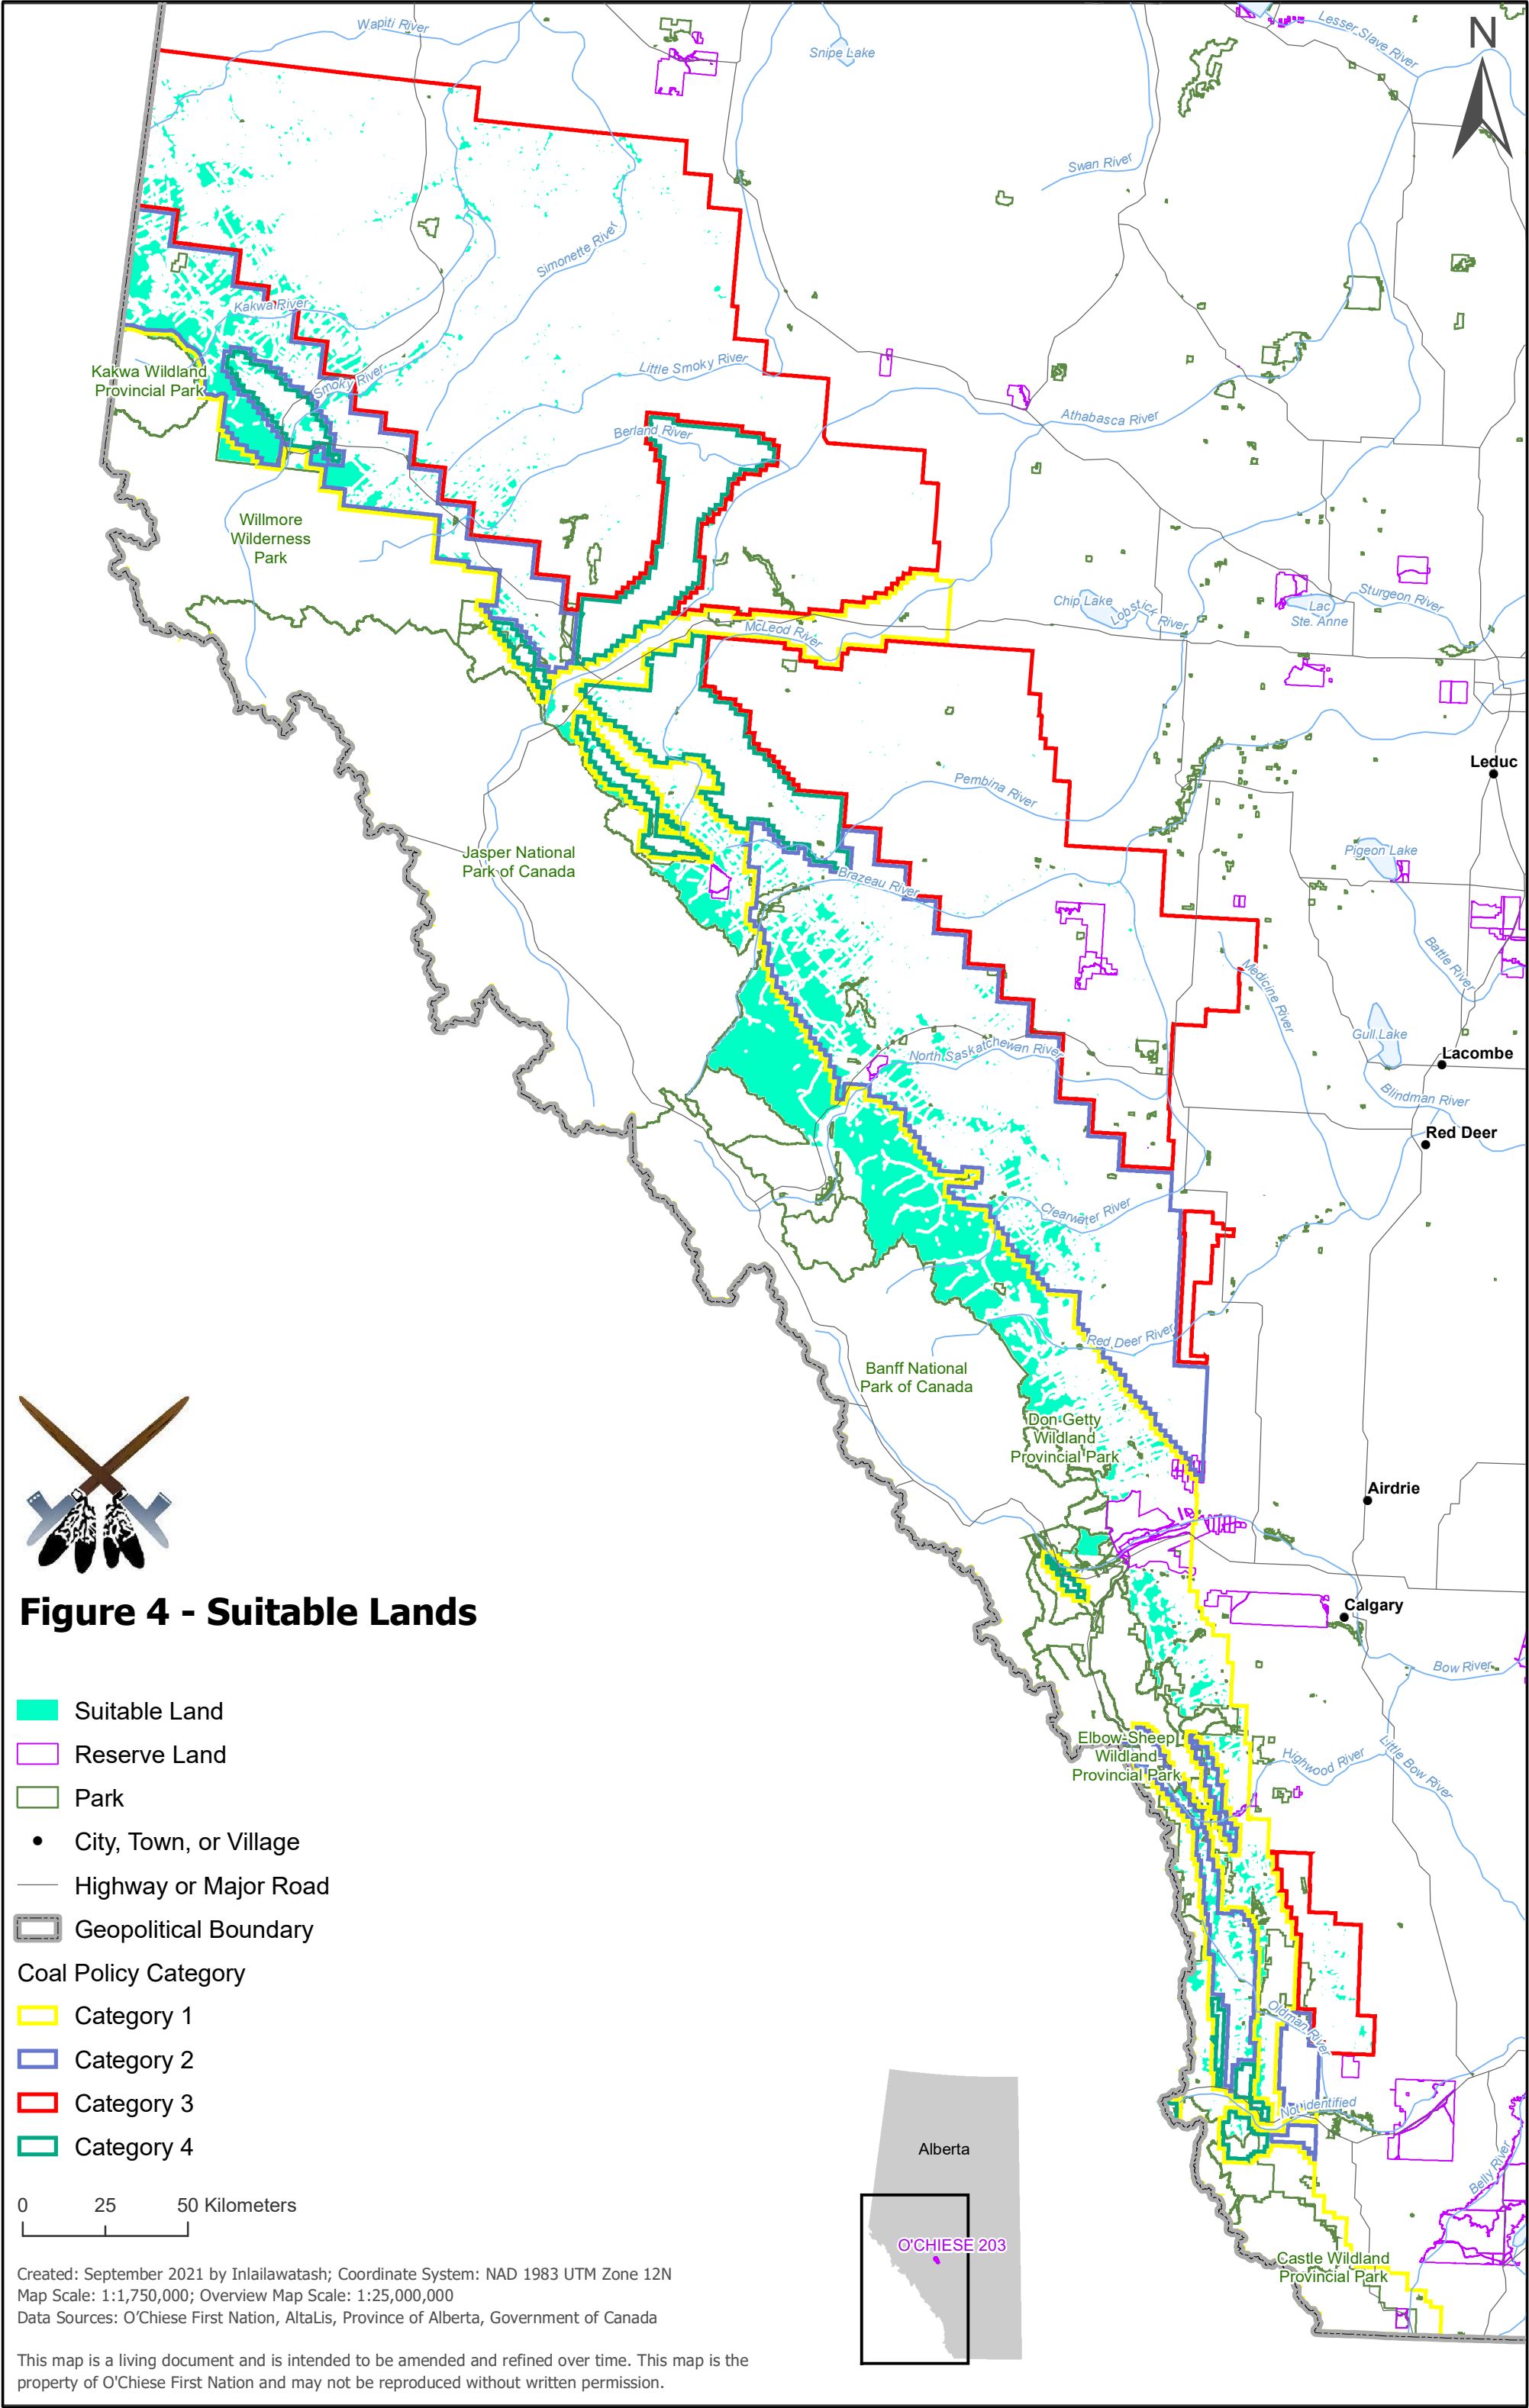 Wapiti River
Snipe Lake
Lesser Slave River
N
Swan River
Simonette River
Kakwa River
Little Smoky River
Kakwa Wildland
Provincial Park
Smoky River
Berland River
Athabasca River
Willmore
Wilderness
Park
Chip Lake
Lobstick River
Lac
Ste. Anne
Sturgeon River
McLeod River
Leduc
Pembina River
Pigeon Lake
Jasper National
Park of Canada
Brazeau River
Battle River
Medicine River
Gull Lake
North Saskatchewan River
Lacombe
Blindman River
Red Deer
Clearwater River
Red Deer River
Banff National
Park of Canada
Don Getty
Wildland
Provincial Park
Airdrie
Calgary
Bow River
Elbow-Sheep
Wildland
Provincial Park
Highwood River
Little Bow River
Oldman River
Not identified
Belly River
Castle Wildland
Provincial Park
Figure 4 - Suitable Lands
Suitable Land
Reserve Land
Park
City, Town, or Village
Highway or Major Road
Geopolitical Boundary
Coal Policy Category
Category 1
Category 2
Category 3
Category 4
0 25 50 Kilometers
Alberta
O'CHIESE 203
Created: September 2021 by Inlailawatash; Coordinate System: NAD 1983 UTM Zone 12N
Map Scale: 1:1,750,000; Overview Map Scale: 1:25,000,000
Data Sources: O’Chiese First Nation, AltaLis, Province of Alberta, Government of Canada
This map is a living document and is intended to be amended and refined over time. This map is the
property of O'Chiese First Nation and may not be reproduced without written permission.